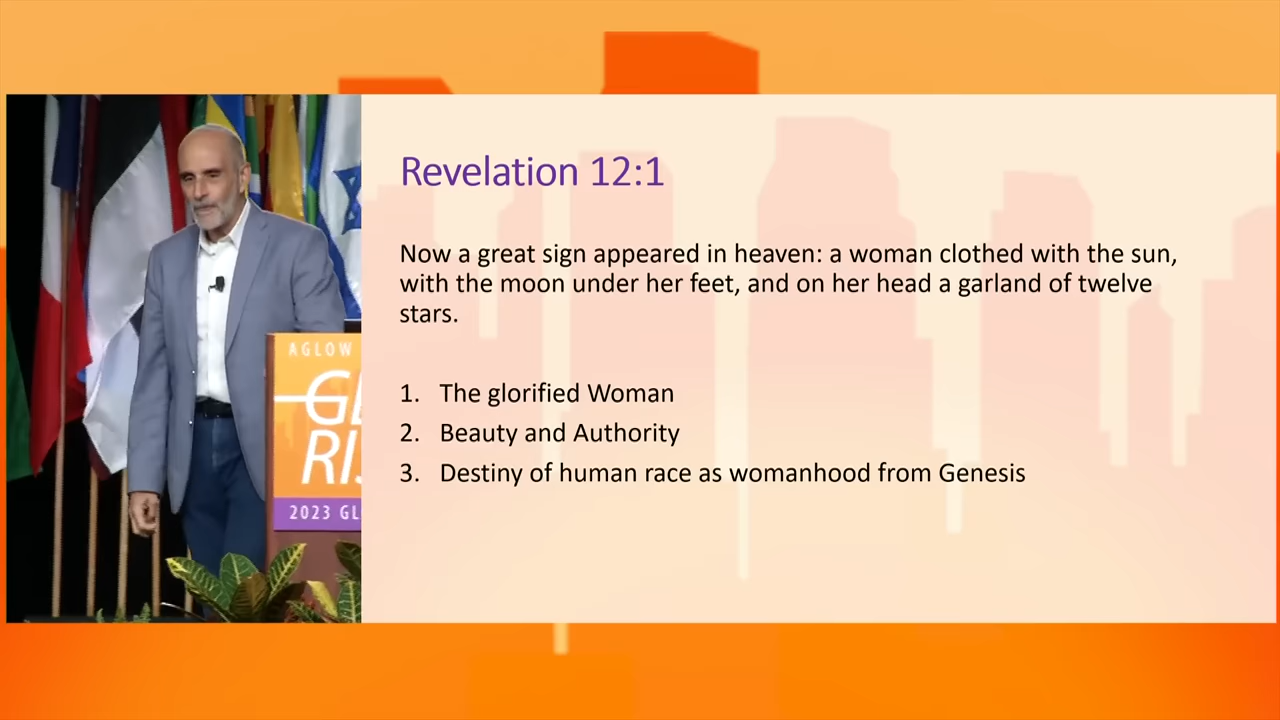 Revelation 12:1
Now a great sign appeared in heaven: a woman clothed with the sun,
with the moon under her feet, and on her head a garland of twelve
stars.
1. The glorified Woman
2. Beauty and Authority
3. Destiny of human race as womanhood from Genesis
AGLOW
2023